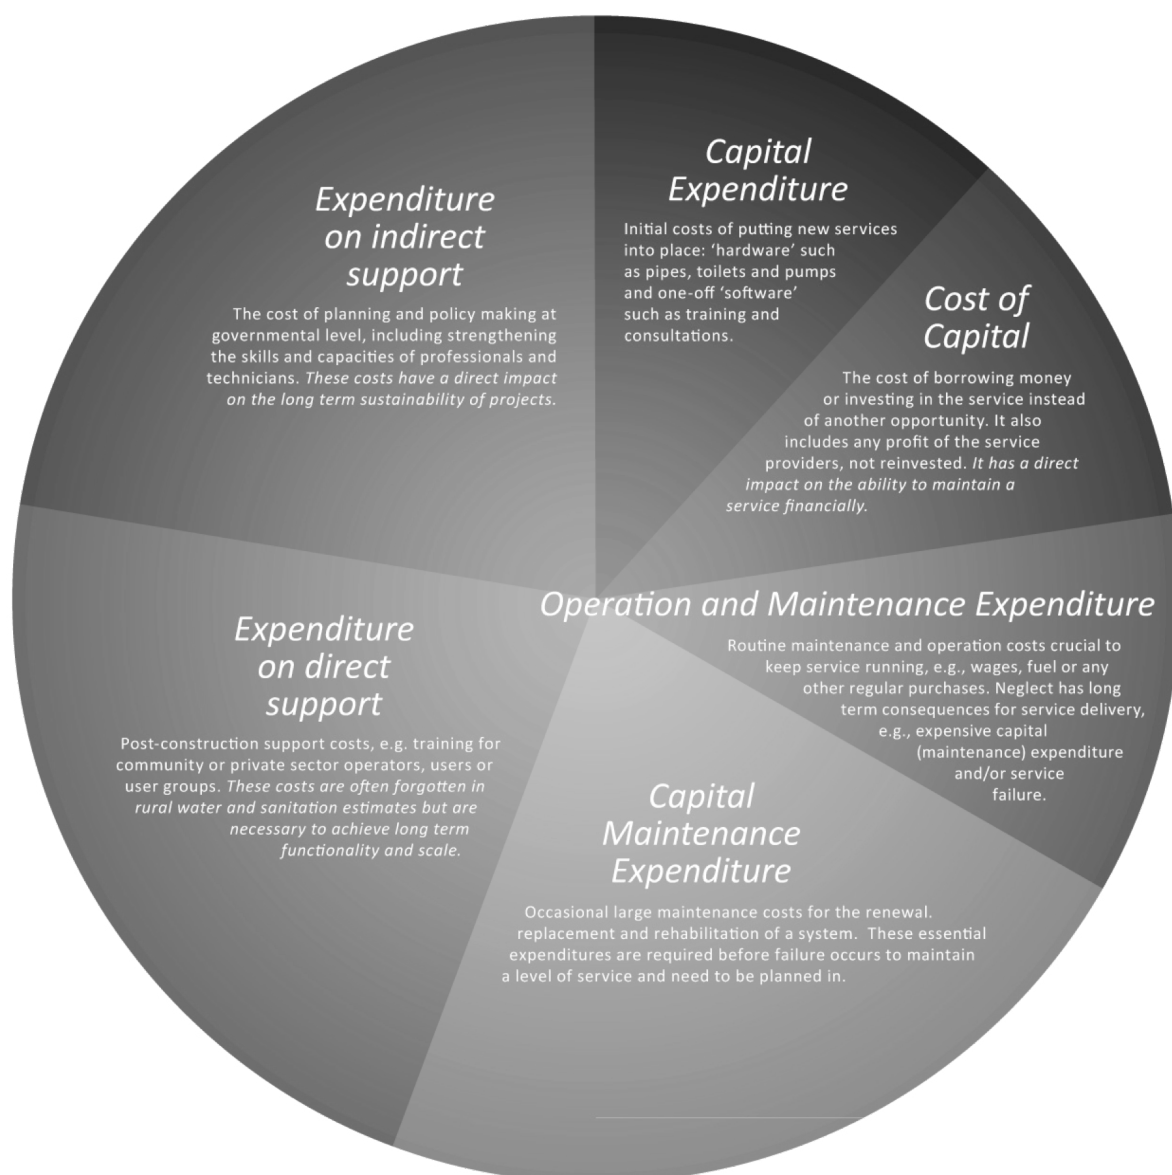 Capital
Expenditure
Initial costs of putting new services
into place: ‘hardware’ such
as pipes, toilets and pumps
and one-off ‘software’
such as training and
consultations.
Cost of
Capital
The cost of borrowing money
or investing in the service instead
of another opportunity. It also
includes any profit of the service
providers, not reinvested. It has a direct
impact on the ability to maintain a
service financially.
Operation and Maintenance Expenditure
Routine maintenance and operation costs crucial to
keep service running, e.g., wages, fuel or any
other regular purchases. Neglect has long
term consequences for service delivery,
e.g., expensive capital
(maintenance) expenditure
and/or service
failure.
Capital
Maintenance
Expenditure
Occasional large maintenance costs for the renewal.
replacement and rehabilitation of a system.  These essential
expenditures are required before failure occurs to maintain
a level of service and need to be planned in.
Expenditure
on direct
support
Post-construction support costs, e.g. training for
community or private sector operators, users or
user groups. These costs are often forgotten in
rural water and sanitation estimates but are
necessary to achieve long term
functionality and scale.
Expenditure
on indirect
support
The cost of planning and policy making at
governmental level, including strengthening
the skills and capacities of professionals and
technicians. These costs have a direct impact
on the long term sustainability of projects.